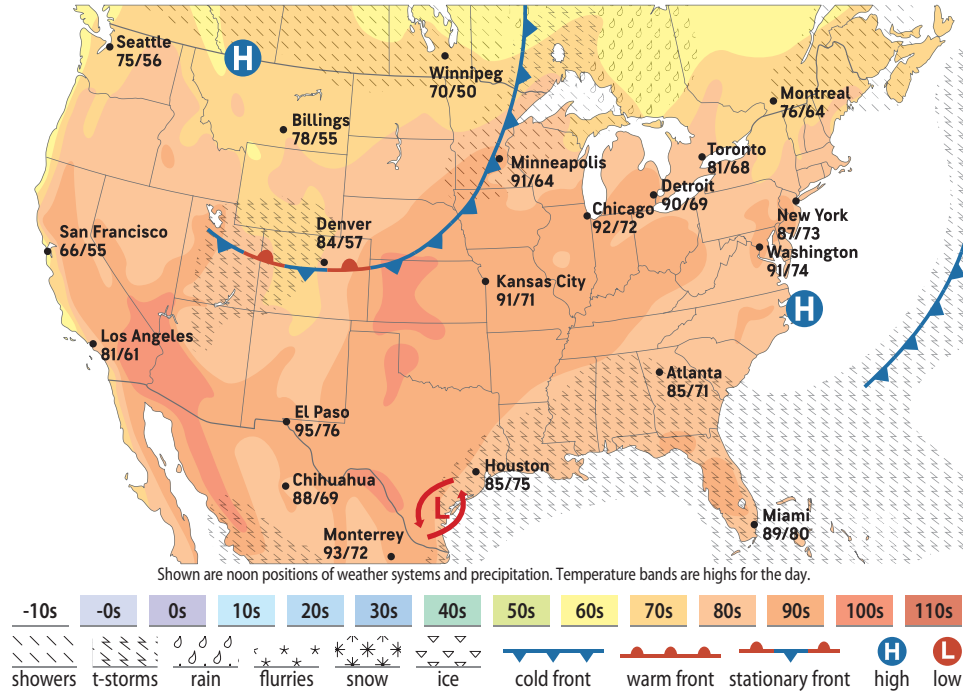 H
Seattle
75/56
Winnipeg
70/50
Montreal
76/64
Billings
78/55
Toronto
81/68
Minneapolis
91/64
Detroit
90/69
Chicago
92/72
New York
87/73
San Francisco
66/55
Denver
84/57
Washington
91/74
Kansas City
91/71
H
Los Angeles
81/61
Atlanta
85/71
El Paso
95/76
Houston
85/75
Chihuahua
88/69
L
Miami
89/80
Monterrey
93/72
Shown are noon positions of weather systems and precipitation. Temperature bands are highs for the day.
-10s -0s 0s 10s 20s 30s 40s 50s 60s 70s 80s 90s 100s 110s
H L
showers t-storms rain flurries snow ice cold front warm front stationary front high low